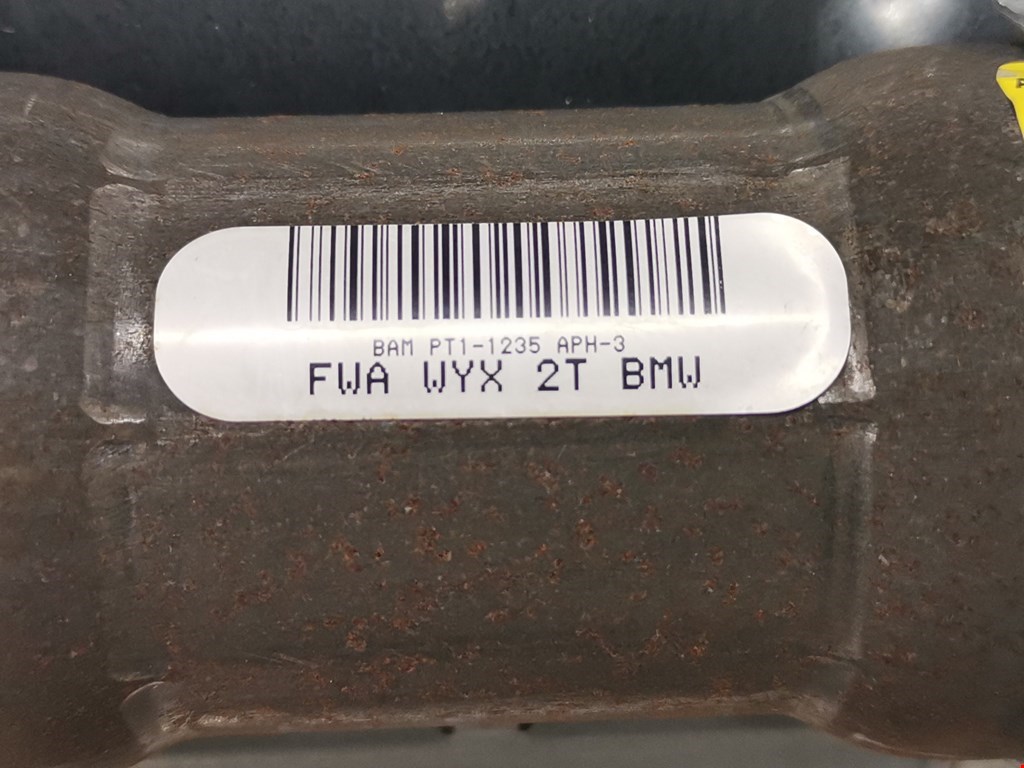 BAM PT1-1235 APH-3
FWA WYX 2T BMW